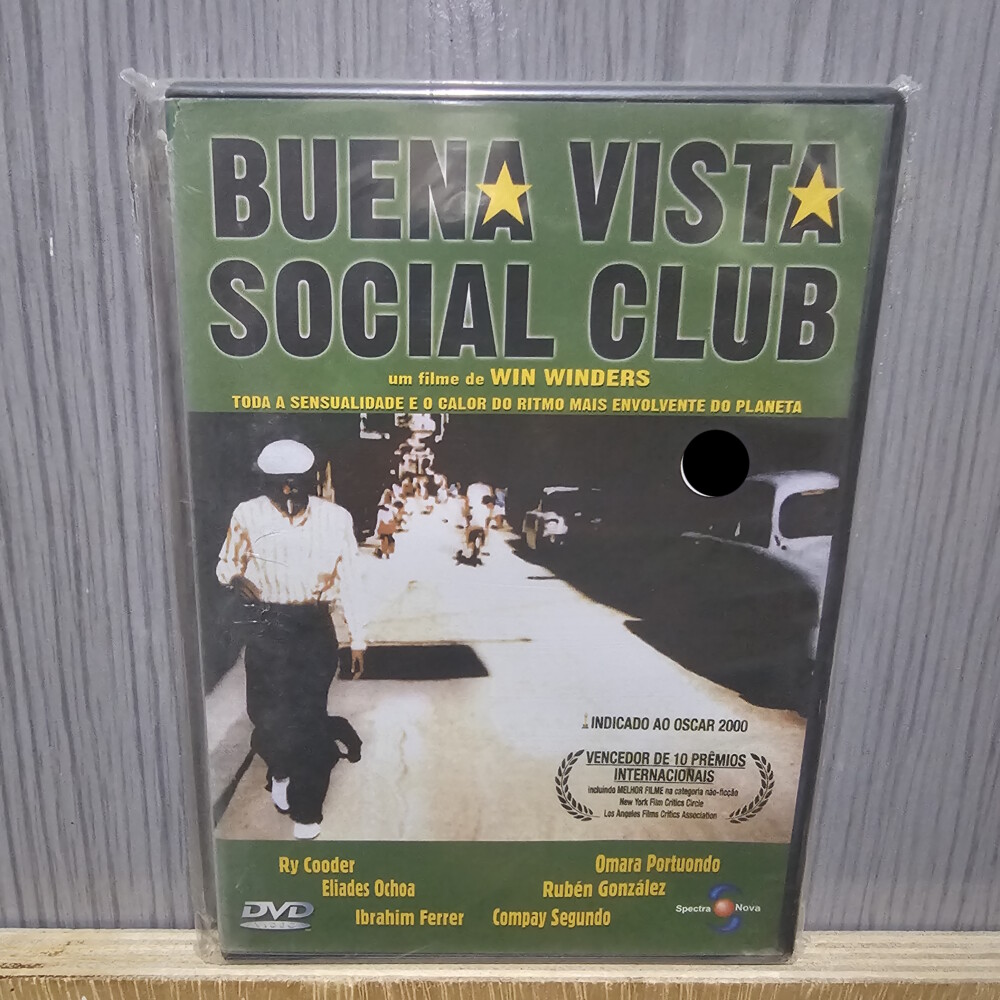 BUENA VISTA
SOCIAL CLUB
um filme de WIN WINDERS
TODA A SENSUALIDADE E O CALOR DO RITMO MAIS ENVOLVENTE DO PLANETA
INDICADO AO OSCAR 2000
VENCEDOR DE 10 PRÊMIOS
INTERNACIONAIS
incluindo MELHOR FILME na categoria não-ficção
New York Film Critics Circle
Los Angeles Films Critics Association
Ry Cooder
Omara Portuondo
Eliades Ochoa
Rubén González
Ibrahim Ferrer
Compay Segundo
DVD
VIDEO
Spectra Nova